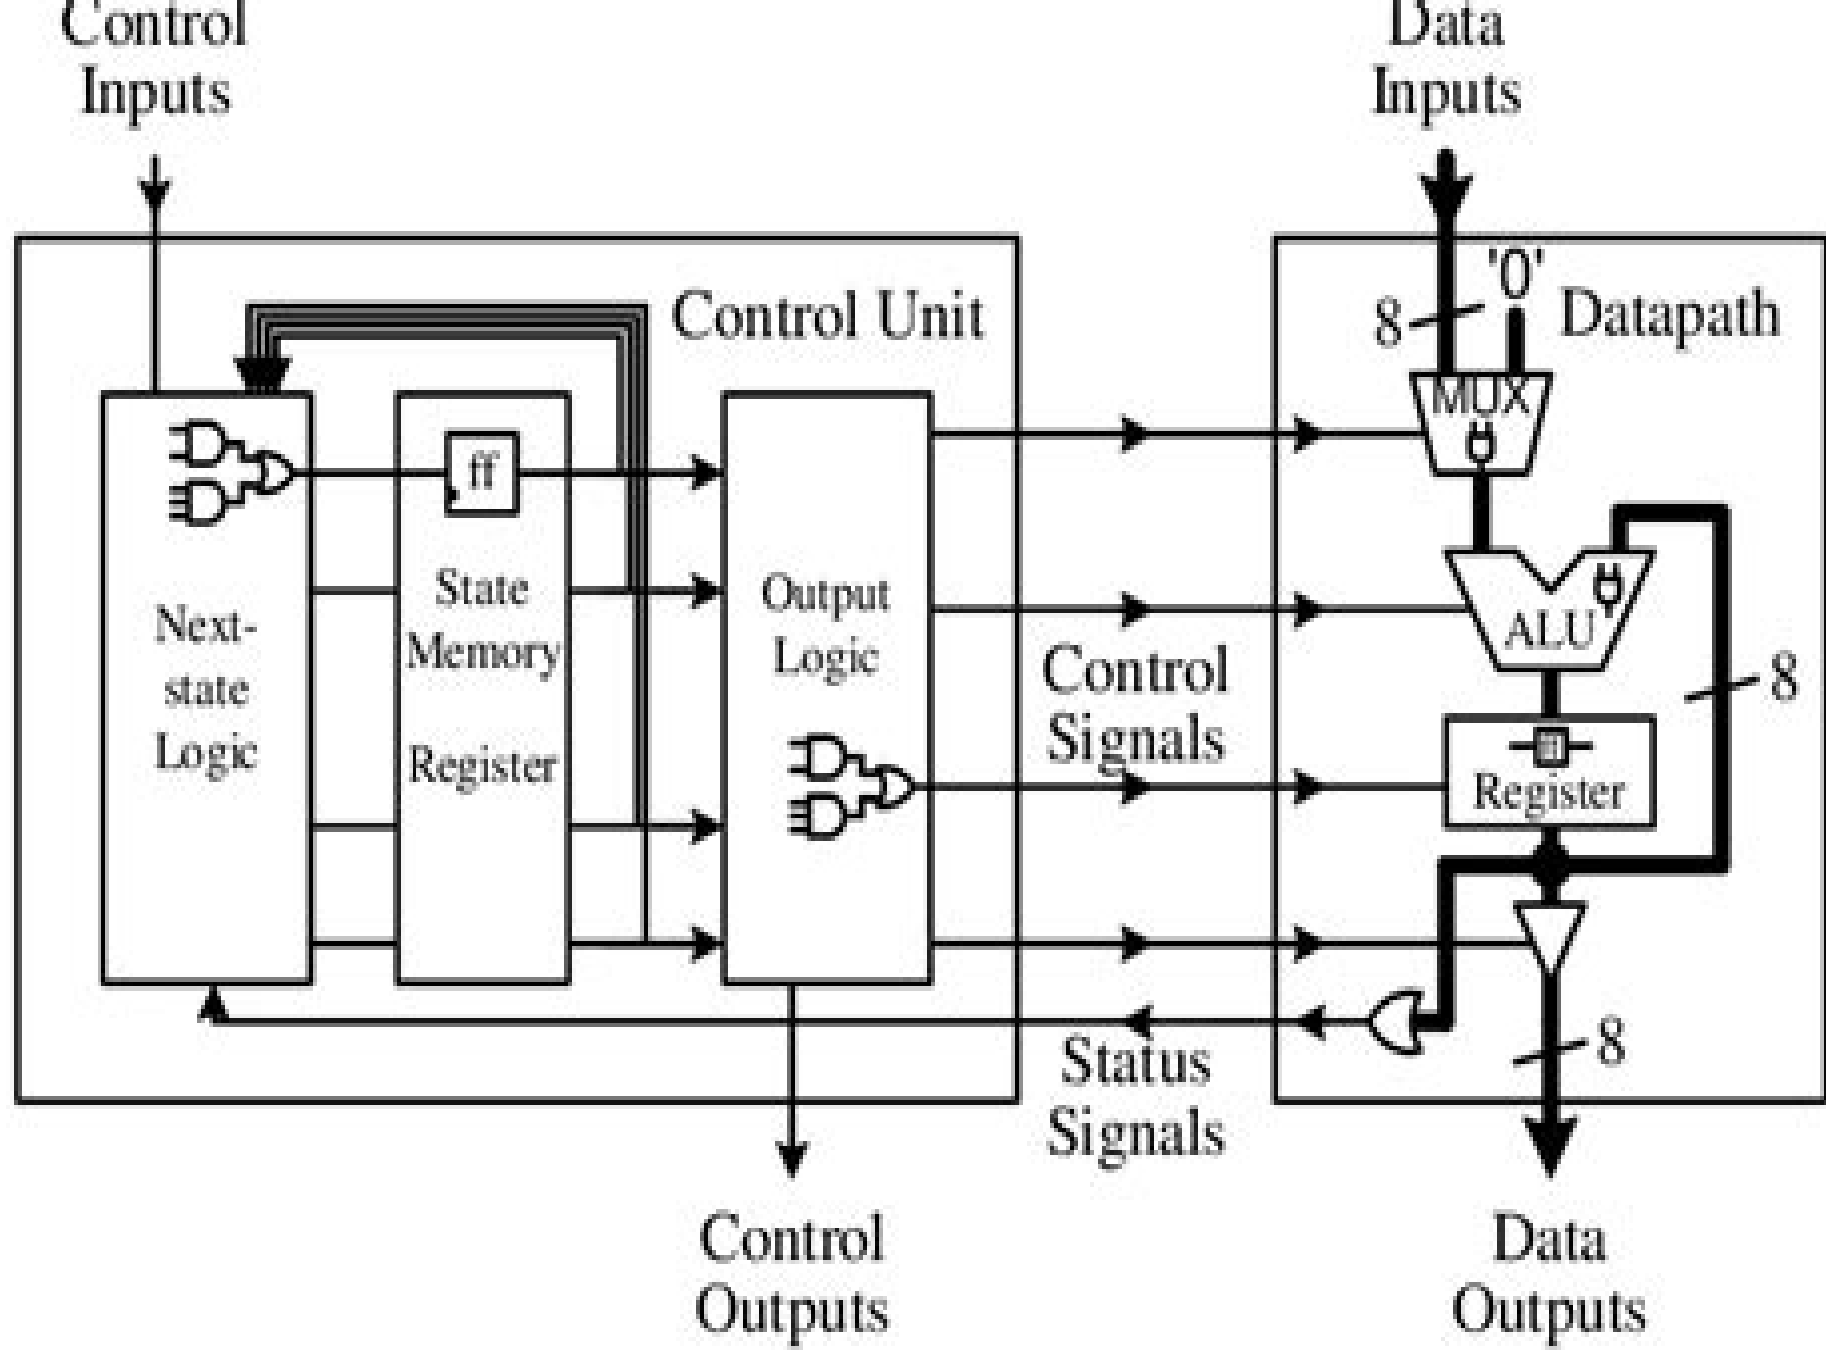 Control
Inputs
Data
Inputs
Control Unit
'0'
8
Datapath
MUX
ff
Next-
state
Logic
State
Memory
Register
Output
Logic
ALU
Control
Signals
8
ff
Register
Status
Signals
8
Control
Outputs
Data
Outputs